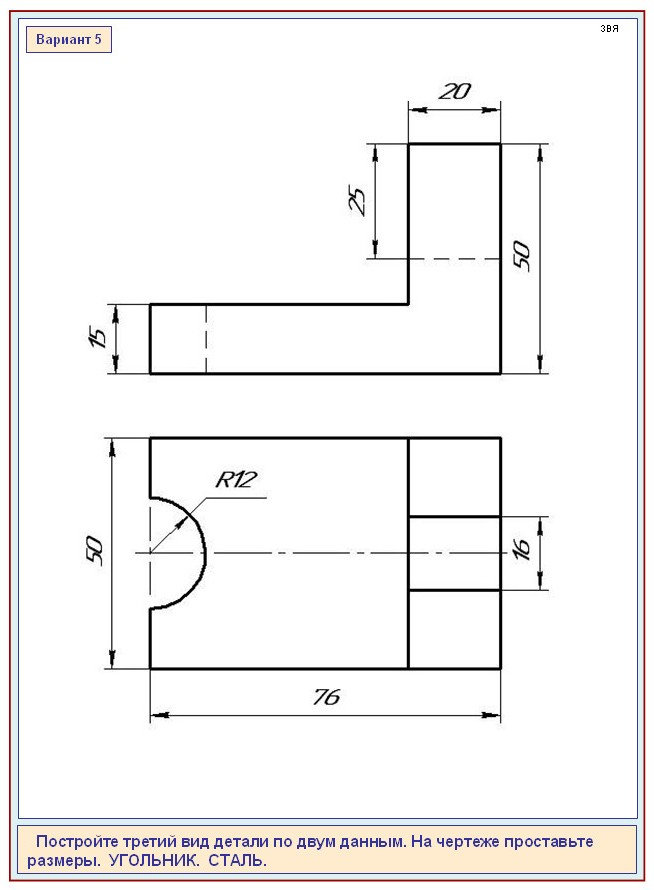 Вариант 5
ЗВЯ
20
25
50
15
R12
50
16
76
Постройте третий вид детали по двум данным. На чертеже проставьте
размеры. УГОЛЬНИК. СТАЛЬ.